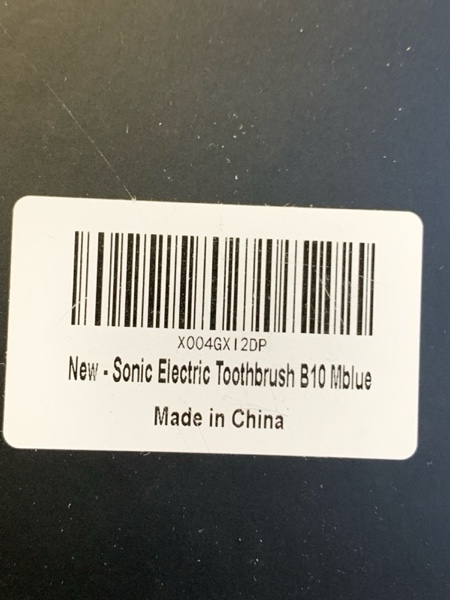 X004GXI2DP
New - Sonic Electric Toothbrush B10 Mblue
Made in China